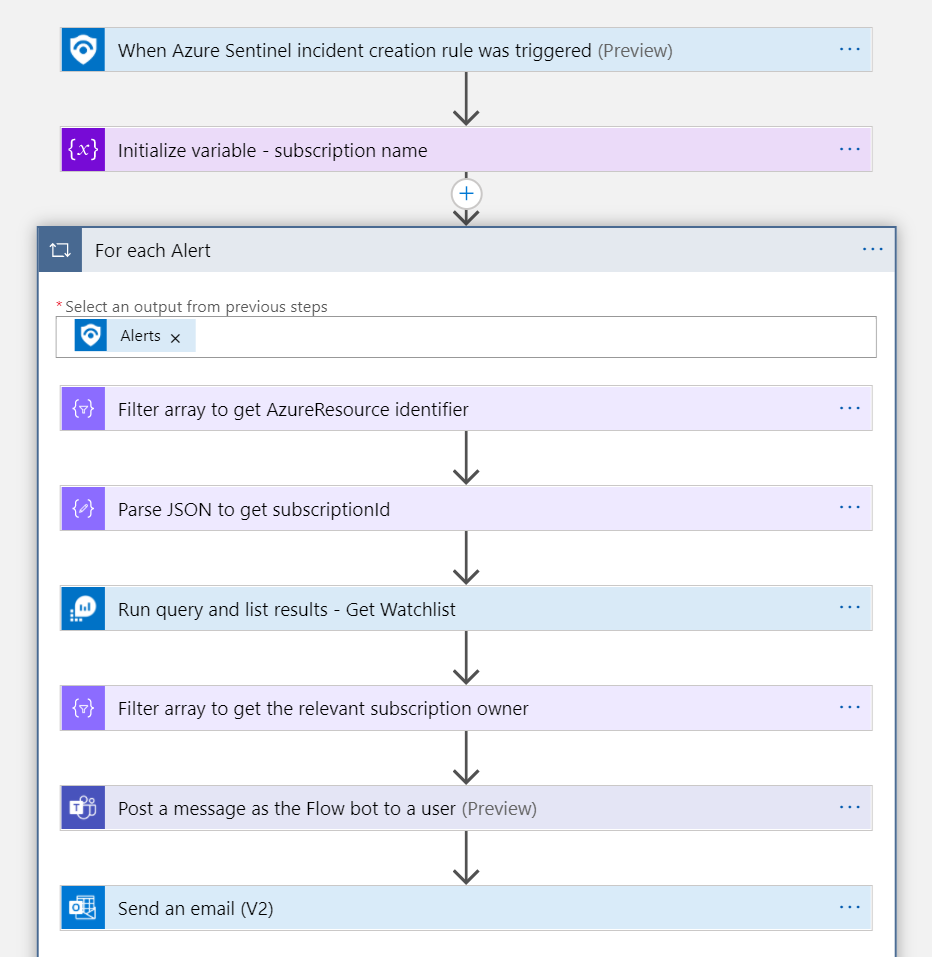 When Azure Sentinel incident creation rule was triggered (Preview)
{x} Initialize variable - subscription name
For each Alert
* Select an output from previous steps
Alerts ×
Filter array to get AzureResource identifier
Parse JSON to get subscriptionId
Run query and list results - Get Watchlist
Filter array to get the relevant subscription owner
Post a message as the Flow bot to a user (Preview)
Send an email (V2)